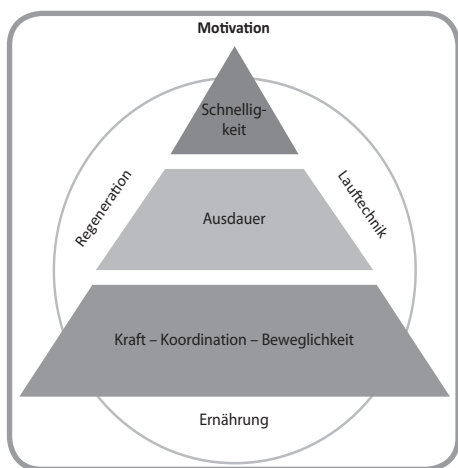 Motivation
Schnellig-
keit
Regeneration
Lauftechnik
Ausdauer
Kraft – Koordination – Beweglichkeit
Ernährung